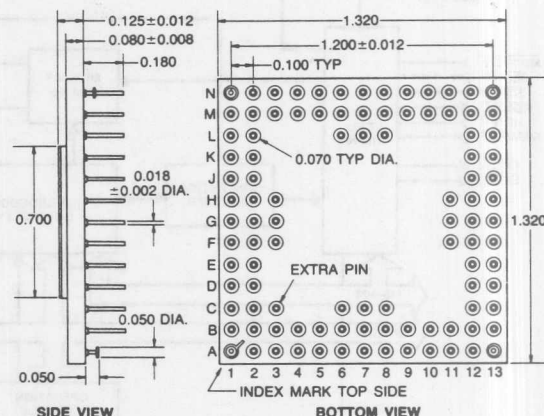 0.125±0.012
0.080±0.008
0.180
1.320
1.200±0.012
0.100 TYP
N
M
L
K
J
H
G
F
E
D
C
B
A
0.070 TYP DIA.
0.018
±0.002 DIA.
0.700
1.320
EXTRA PIN
0.050 DIA.
0.050
1 2 3 4 5 6 7 8 9 10 11 12 13
INDEX MARK TOP SIDE
SIDE VIEW
BOTTOM VIEW